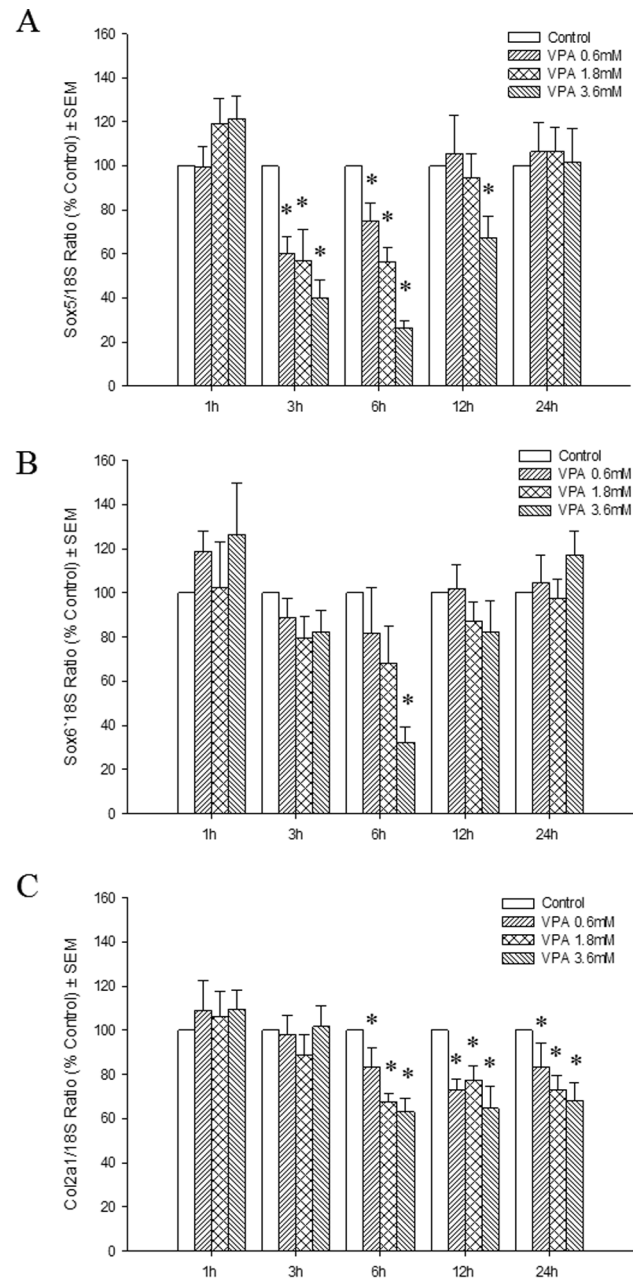 A
Sox5/18S Ratio (% Control) ± SEM
160
140
120
100
80
60
40
20
0
Control
VPA 0.6mM
VPA 1.8mM
VPA 3.6mM
* * *
* * *
*
1h 3h 6h 12h 24h
B
Sox6`18S Ratio (% Control) ± SEM
160
140
120
100
80
60
40
20
0
Control
VPA 0.6mM
VPA 1.8mM
VPA 3.6mM
*
1h 3h 6h 12h 24h
C
Col2a1/18S Ratio (% Control) ± SEM
160
140
120
100
80
60
40
20
0
Control
VPA 0.6mM
VPA 1.8mM
VPA 3.6mM
* * *
* * *
* * *
1h 3h 6h 12h 24h